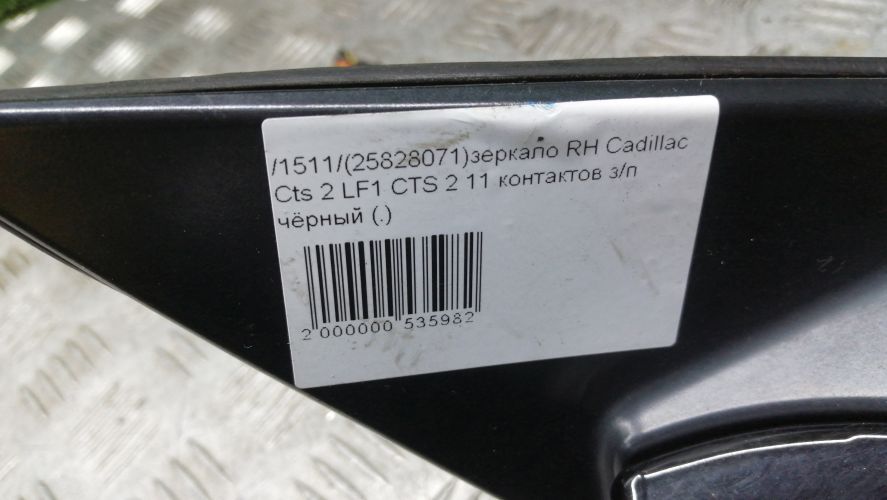 /1511/(25828071)зеркало RH Cadillac
Cts 2 LF1 CTS 2 11 контактов з/п
чёрный (.)
2 000000 535982